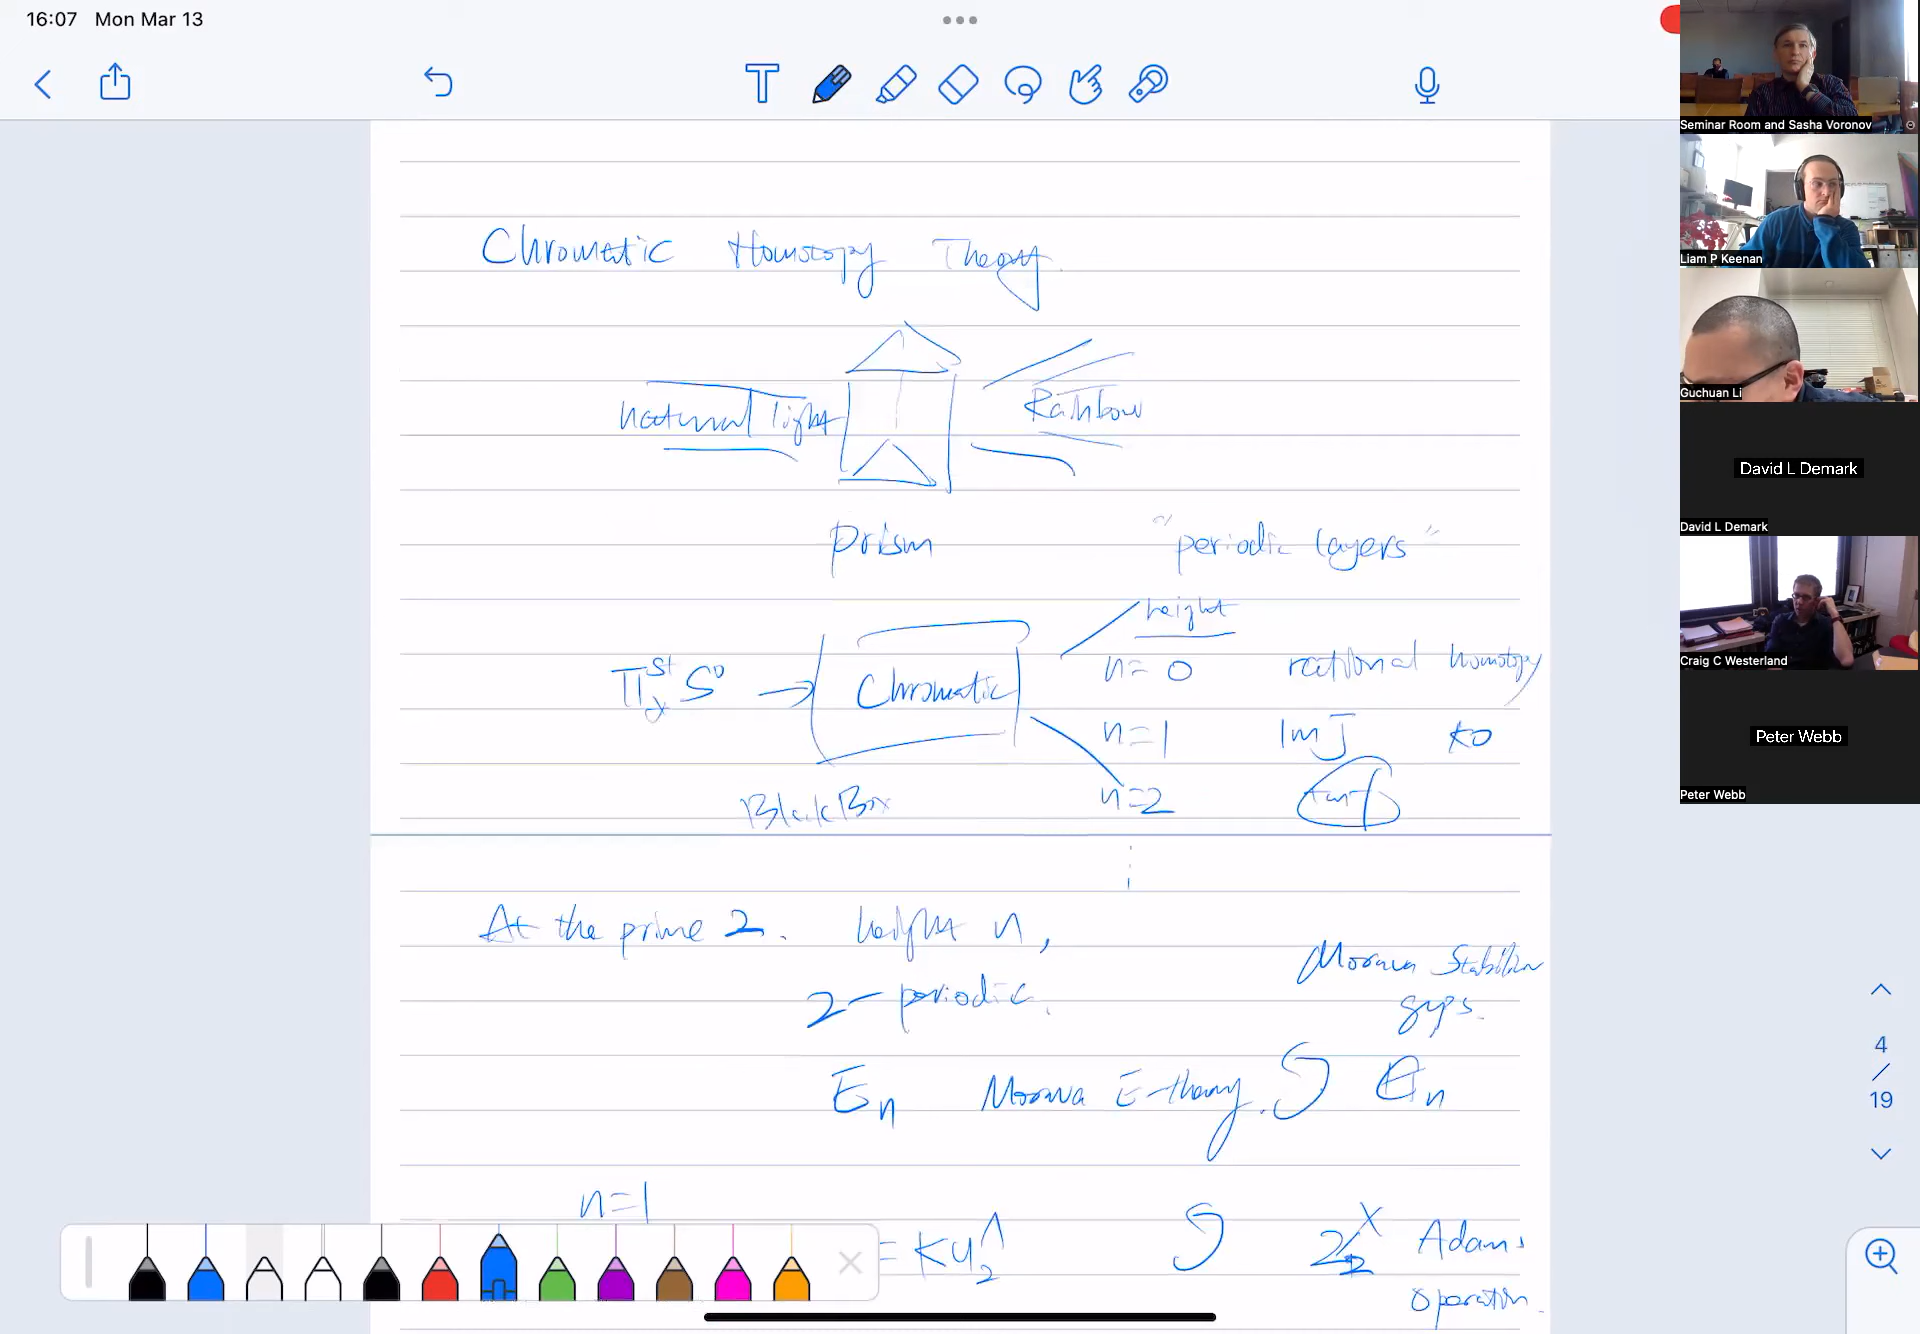 16:07 Mon Mar 13
Chromatic Homotopy Theory.
natural light
Rainbow
Prism
"periodic layers"
height
π_*^{st} S^0 → Chromatic
n=0 rational homotopy
n=1 Im J KO
n=2 tmf
Black Box
At the prime 2. height n,
2-periodic.
Morava Stabilizer
gps.
E_n Morava E-theory. G_n
n=1
= KU^∧_2 Z_2^× Adams
operation.
4
/
19
Seminar Room and Sasha Voronov
Liam P Keenan
Guchuan Li
David L Demark
David L Demark
Craig C Westerland
Peter Webb
Peter Webb